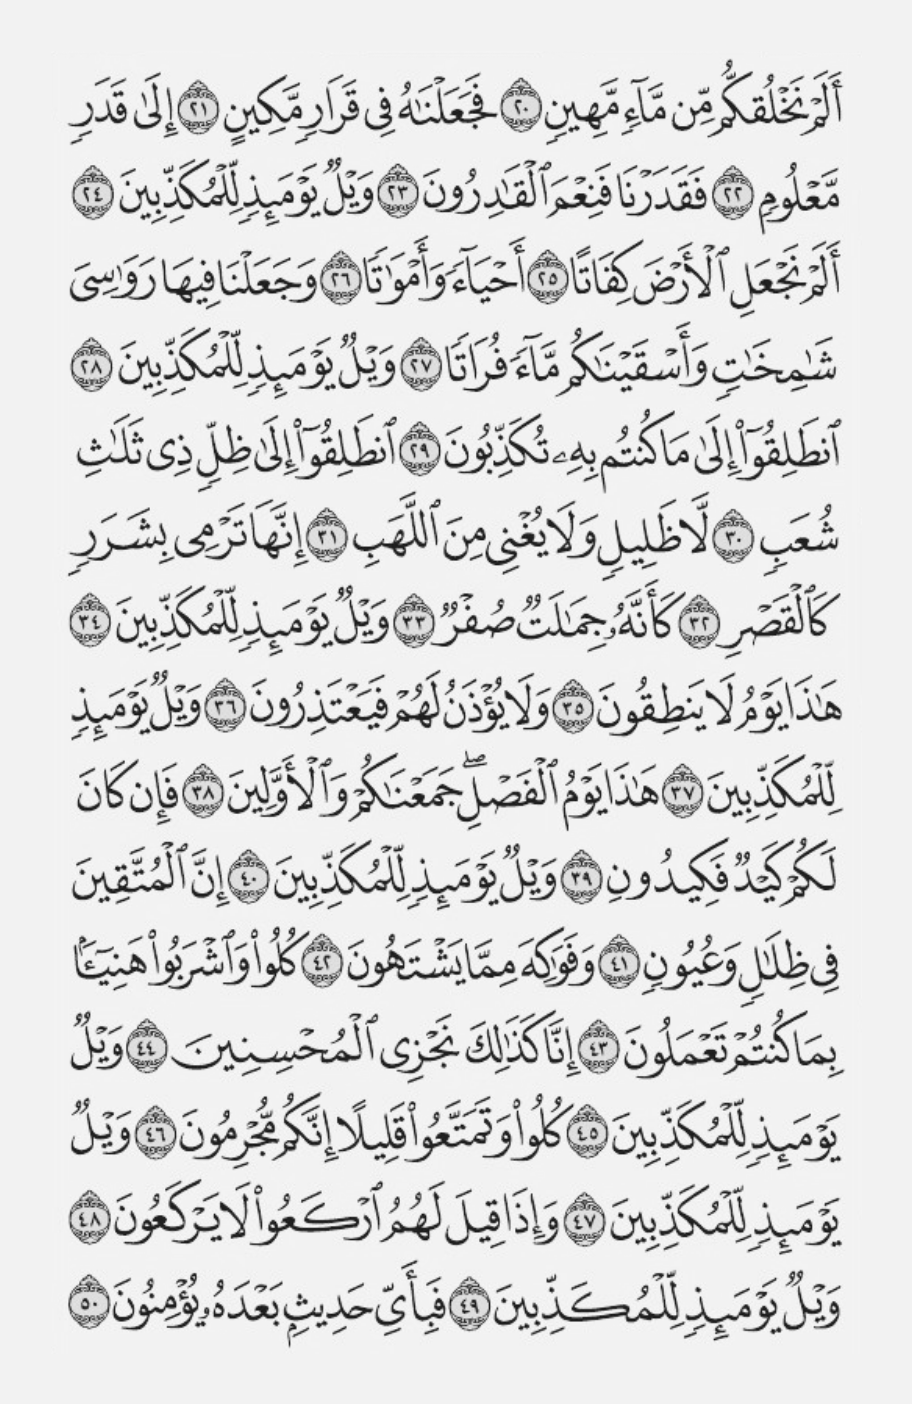 أَلَمْ نَخْلُقكُّم مِّن مَّآءٍ مَّهِينٍ ٢٠ فَجَعَلْنَـٰهُ فِى قَرَارٍ مَّكِينٍ ٢١ إِلَىٰ قَدَرٍ
مَّعْلُومٍ ٢٢ فَقَدَرْنَا فَنِعْمَ ٱلْقَـٰدِرُونَ ٢٣ وَيْلٌ يَوْمَئِذٍ لِّلْمُكَذِّبِينَ ٢٤
أَلَمْ نَجْعَلِ ٱلْأَرْضَ كِفَاتًا ٢٥ أَحْيَآءً وَأَمْوَٰتًا ٢٦ وَجَعَلْنَا فِيهَا رَوَٰسِىَ
شَـٰمِخَـٰتٍ وَأَسْقَيْنَـٰكُم مَّآءً فُرَاتًا ٢٧ وَيْلٌ يَوْمَئِذٍ لِّلْمُكَذِّبِينَ ٢٨
ٱنطَلِقُوٓا۟ إِلَىٰ مَا كُنتُم بِهِۦ تُكَذِّبُونَ ٢٩ ٱنطَلِقُوٓا۟ إِلَىٰ ظِلٍّ ذِى ثَلَـٰثِ
شُعَبٍ ٣٠ لَّا ظَلِيلٍ وَلَا يُغْنِى مِنَ ٱللَّهَبِ ٣١ إِنَّهَا تَرْمِى بِشَرَرٍ
كَٱلْقَصْرِ ٣٢ كَأَنَّهُۥ جِمَـٰلَتٌ صُفْرٌ ٣٣ وَيْلٌ يَوْمَئِذٍ لِّلْمُكَذِّبِينَ ٣٤
هَـٰذَا يَوْمُ لَا يَنطِقُونَ ٣٥ وَلَا يُؤْذَنُ لَهُمْ فَيَعْتَذِرُونَ ٣٦ وَيْلٌ يَوْمَئِذٍ
لِّلْمُكَذِّبِينَ ٣٧ هَـٰذَا يَوْمُ ٱلْفَصْلِ ۖ جَمَعْنَـٰكُمْ وَٱلْأَوَّلِينَ ٣٨ فَإِن كَانَ
لَكُمْ كَيْدٌ فَكِيدُونِ ٣٩ وَيْلٌ يَوْمَئِذٍ لِّلْمُكَذِّبِينَ ٤٠ إِنَّ ٱلْمُتَّقِينَ
فِى ظِلَـٰلٍ وَعُيُونٍ ٤١ وَفَوَٰكِهَ مِمَّا يَشْتَهُونَ ٤٢ كُلُوا۟ وَٱشْرَبُوا۟ هَنِيٓـًٔۢا
بِمَا كُنتُمْ تَعْمَلُونَ ٤٣ إِنَّا كَذَٰلِكَ نَجْزِى ٱلْمُحْسِنِينَ ٤٤ وَيْلٌ
يَوْمَئِذٍ لِّلْمُكَذِّبِينَ ٤٥ كُلُوا۟ وَتَمَتَّعُوا۟ قَلِيلًا إِنَّكُم مُّجْرِمُونَ ٤٦ وَيْلٌ
يَوْمَئِذٍ لِّلْمُكَذِّبِينَ ٤٧ وَإِذَا قِيلَ لَهُمُ ٱرْكَعُوا۟ لَا يَرْكَعُونَ ٤٨
وَيْلٌ يَوْمَئِذٍ لِّلْمُكَذِّبِينَ ٤٩ فَبِأَىِّ حَدِيثٍۭ بَعْدَهُۥ يُؤْمِنُونَ ٥٠